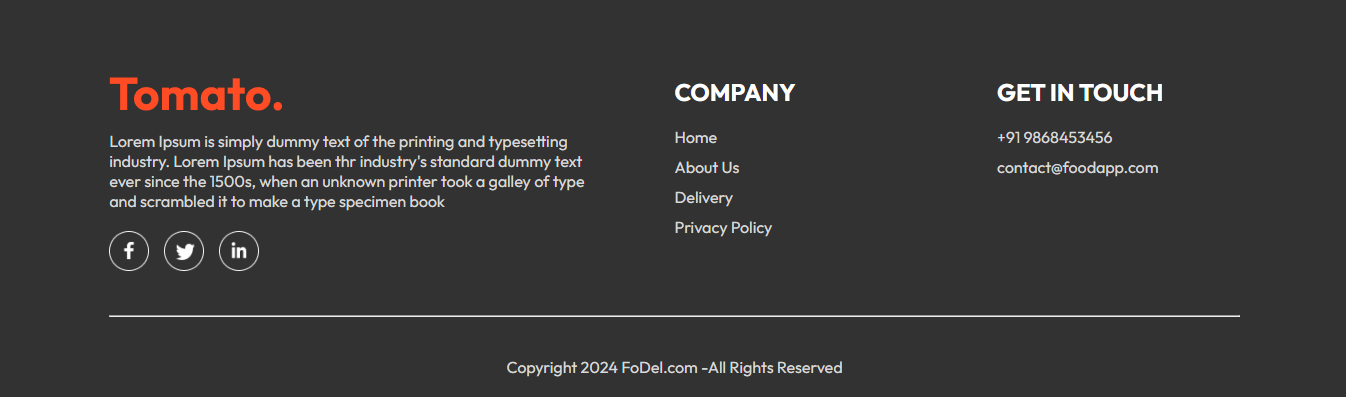 Tomato.
Lorem Ipsum is simply dummy text of the printing and typesetting
industry. Lorem Ipsum has been thr industry's standard dummy text
ever since the 1500s, when an unknown printer took a galley of type
and scrambled it to make a type specimen book
f in
COMPANY
Home
About Us
Delivery
Privacy Policy
GET IN TOUCH
+91 9868453456
contact@foodapp.com
Copyright 2024 FoDel.com -All Rights Reserved